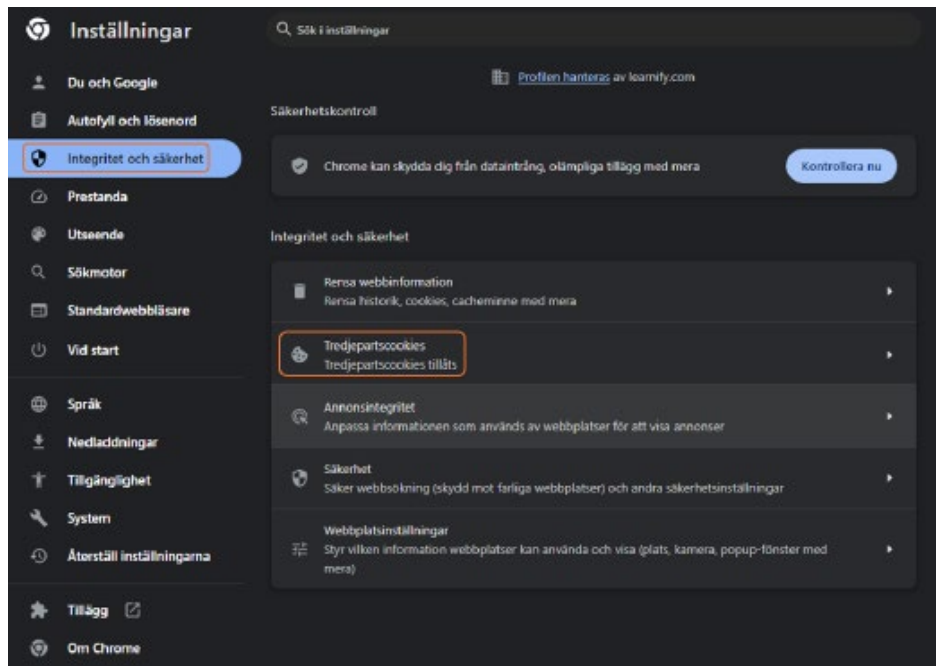 Inställningar
Sök i inställningar
Du och Google
Autofyll och lösenord
Integritet och säkerhet
Prestanda
Utseende
Sökmotor
Standardwebbläsare
Vid start
Språk
Nedladdningar
Tillgänglighet
System
Återställ inställningarna
Tillägg
Om Chrome
Profilen hanteras av learnify.com
Säkerhetskontroll
Chrome kan skydda dig från dataintrång, olämpliga tillägg med mera
Kontrollera nu
Integritet och säkerhet
Rensa webbinformation
Rensa historik, cookies, cacheminne med mera
Tredjepartscookies
Tredjepartscookies tillåts
Annonsintegritet
Anpassa informationen som används av webbplatser för att visa annonser
Säkerhet
Säker webbsökning (skydd mot farliga webbplatser) och andra säkerhetsinställningar
Webbplatsinställningar
Styr vilken information webbplatser kan använda och visa (plats, kamera, popup-fönster med
mera)